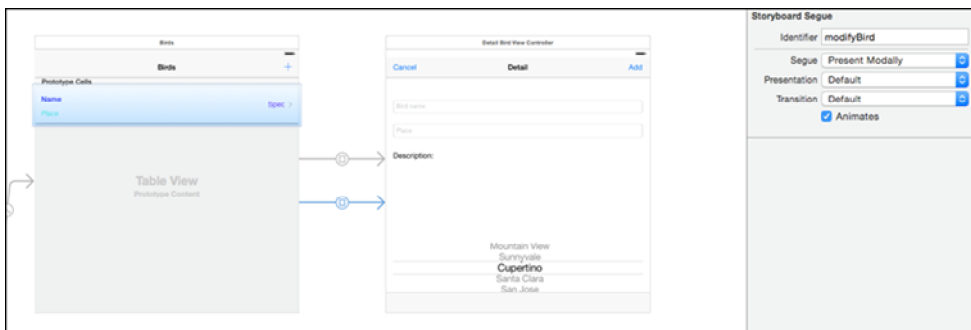 Birds
Birds
+
Prototype Cells
Name
Spec
Place
Table View
Prototype Content
Detail Bird View Controller
Cancel Detail Add
Bird name
Place
Description:
Mountain View
Sunnyvale
Cupertino
Santa Clara
San Jose
Storyboard Segue
Identifier modifyBird
Segue Present Modally
Presentation Default
Transition Default
Animates